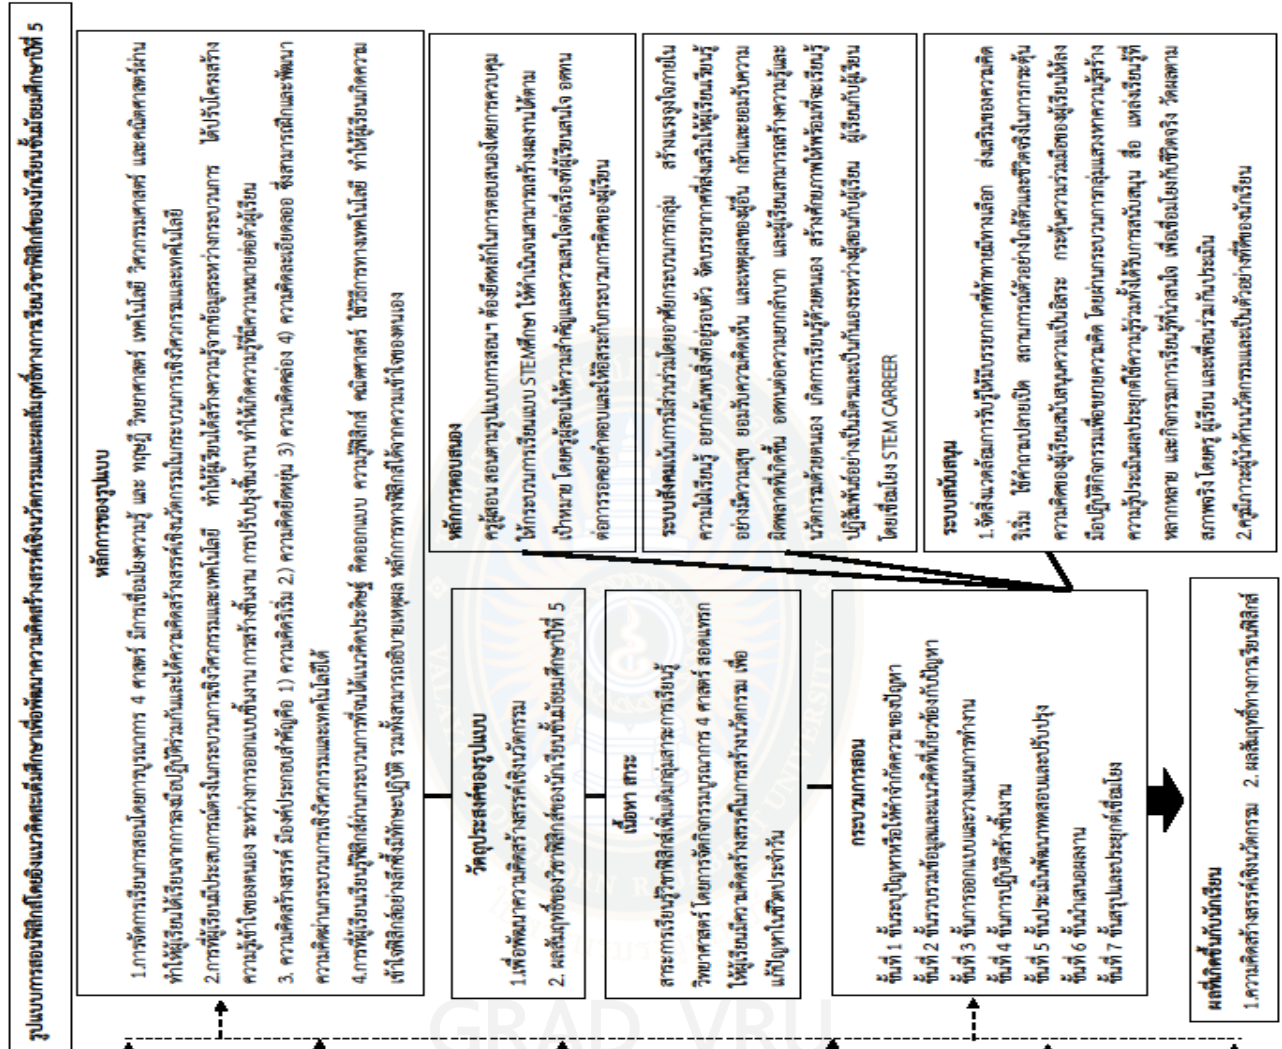 รูปแบบการสอนฟิสิกส์โดยอิงแนวคิดสะเต็มศึกษาเพื่อพัฒนาความคิดสร้างสรรค์เชิงนวัตกรรมและผลสัมฤทธิ์ทางการเรียนวิชาฟิสิกส์ของนักเรียนชั้นมัธยมศึกษาปีที่ 5
หลักการของรูปแบบ
1.การจัดการเรียนการสอนโดยการบูรณาการ 4 ศาสตร์ มีการเชื่อมโยงความรู้ และ ทฤษฎี วิทยาศาสตร์ เทคโนโลยี วิศวกรรมศาสตร์ และคณิตศาสตร์ผ่าน
ทำให้ผู้เรียนได้เรียนจากการลงมือปฏิบัติร่วมกันและได้ความคิดสร้างสรรค์เชิงนวัตกรรมในกระบวนการเชิงวิศวกรรมและเทคโนโลยี
2.การที่ผู้เรียนมีประสบการณ์ตรงในกระบวนการเชิงวิศวกรรมและเทคโนโลยี ทำให้ผู้เรียนได้สร้างความรู้จากข้อมูลระหว่างกระบวนการ ได้ปรับโครงสร้าง
ความรู้เข้าใจของตนเอง ระหว่างการออกแบบชิ้นงาน การสร้างชิ้นงาน การปรับปรุงชิ้นงาน ทำให้เกิดความรู้ที่มีความหมายต่อตัวผู้เรียน
3. ความคิดสร้างสรรค์ มีองค์ประกอบสำคัญคือ 1) ความคิดริเริ่ม 2.) ความคิดยืดหยุ่น 3) ความคิดคล่อง 4) ความคิดละเอียดลออ ซึ่งสามารถฝึกและพัฒนา
ความคิดผ่านกระบวนการเชิงวิศวกรรมและเทคโนโลยีได้
4.การที่ผู้เรียนเรียนรู้ฟิสิกส์ผ่านกระบวนการที่จนได้แนวคิดประดิษฐ์ คิดออกแบบ ความรู้ฟิสิกส์ คณิตศาสตร์ ใช้วิธีการทางเทคโนโลยี ทำให้ผู้เรียนเกิดความ
เข้าใจฟิสิกส์อย่างลึกซึ้งมีทักษะปฏิบัติ รวมทั้งสามารถอธิบายเหตุผล หลักการทางฟิสิกส์ได้จากความเข้าใจของตนเอง
วัตถุประสงค์ของรูปแบบ
1.เพื่อพัฒนาความคิดสร้างสรรค์เชิงนวัตกรรม
2. ผลสัมฤทธิ์ของวิชาฟิสิกส์ของนักเรียนชั้นมัธยมศึกษาปีที่ 5
เนื้อหา สาระ
สาระการเรียนรู้วิชาฟิสิกส์เพิ่มเติมกลุ่มสาระการเรียนรู้
วิทยาศาสตร์ โดยการจัดกิจกรรมบูรณาการ 4 ศาสตร์ สอดแทรก
ให้ผู้เรียนมีความคิดสร้างสรรค์ในการสร้างนวัตกรรม เพื่อ
แก้ปัญหาในชีวิตประจำวัน
กระบวนการสอน
ขั้นที่ 1 ขั้นระบุปัญหาหรือให้คำจำกัดความของปัญหา
ขั้นที่ 2 ขั้นรวบรวมข้อมูลและแนวคิดที่เกี่ยวข้องกับปัญหา
ขั้นที่ 3 ขั้นการออกแบบและวางแผนการทำงาน
ขั้นที่ 4 ขั้นการปฏิบัติสร้างชิ้นงาน
ขั้นที่ 5 ขั้นประเมินพัฒนาทดสอบและปรับปรุง
ขั้นที่ 6 ขั้นนำเสนอผลงาน
ขั้นที่ 7 ขั้นสรุปและประยุกต์เชื่อมโยง
ผลที่เกิดขึ้นกับนักเรียน
1.ความคิดสร้างสรรค์เชิงนวัตกรรม 2. ผลสัมฤทธิ์ทางการเรียนฟิสิกส์
หลักการตอบสนอง
ครูผู้สอน สอนตามรูปแบบการสอนฯ ต้องยึดหลักในการตอบสนองโดยการควบคุม
ให้กระบวนการเรียนแบบ STEMศึกษา ให้ดำเนินจนสามารถสร้างผลงานได้ตาม
เป้าหมาย โดยครูผู้สอนให้ความสำคัญและความสนใจต่อเรื่องที่ผู้เรียนสนใจ อดทน
ต่อการรอคอยคำตอบและให้อิสระกับกระบวนการคิดของผู้เรียน
ระบบสังคมเน้นการมีส่วนร่วมโดยอาศัยกระบวนการกลุ่ม สร้างแรงจูงใจภายใน
ความใฝ่เรียนรู้ อยากค้นพบสิ่งที่อยู่รอบตัว จัดบรรยากาศที่ส่งเสริมให้ผู้เรียนเรียนรู้
อย่างมีความสุข ยอมรับความคิดเห็น และเหตุผลของผู้อื่น กล้าและยอมรับความ
ผิดพลาดที่เกิดขึ้น อดทนต่อความยากลำบาก และผู้เรียนสามารถสร้างความรู้และ
นวัตกรรมด้วยตนเอง เกิดการเรียนรู้ด้วยตนเอง สร้างศักยภาพให้พร้อมที่จะเรียนรู้
ปฏิสัมพันธ์อย่างเป็นมิตรและเป็นกันเองระหว่างผู้สอนกับผู้เรียน ผู้เรียนกับผู้เรียน
โดยเชื่อมโยง STEM CARREER
ระบบสนับสนุน
1.จัดสิ่งแวดล้อมการรับรู้ให้มีบรรยากาศที่ท้าทายมีทางเลือก ส่งเสริมของความคิด
ริเริ่ม ใช้คำถามปลายเปิด สถานการณ์ตัวอย่างใกล้ตัวและชีวิตจริงในการกระตุ้น
ความคิดของผู้เรียนสนับสนุนความเป็นอิสระ กระตุ้นความร่วมมือของผู้เรียนให้ลง
มือปฏิบัติกิจกรรมเพื่อขยายความคิด โดยผ่านกระบวนการกลุ่มแสวงหาความรู้สร้าง
ความรู้ประเมินผลประยุกต์ใช้ความรู้ร่วมทั้งได้รับการสนับสนุน สื่อ แหล่งเรียนรู้ที่
หลากหลาย และกิจกรรมการเรียนรู้ที่น่าสนใจ เพื่อเชื่อมโยงกับชีวิตจริง วัดผลตาม
สภาพจริง โดยครู ผู้เรียน และเพื่อนร่วมกันประเมิน
2.ครูมีภาวะผู้นำด้านนวัตกรรมและเป็นตัวอย่างที่ดีของนักเรียน
GRAD VRU